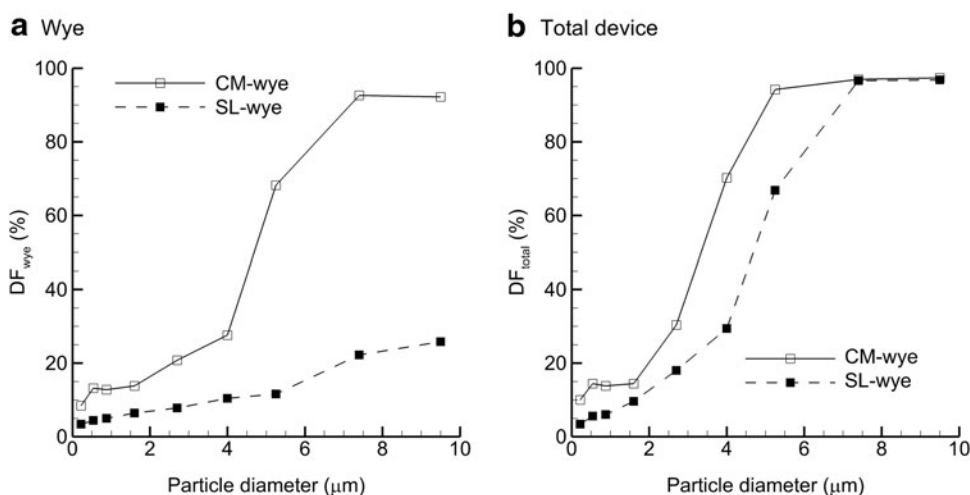 a Wye
100
80
60
40
20
0
DFwye (%)
CM-wye
SL-wye
0 2 4 6 8 10
Particle diameter (μm)
b Total device
100
80
60
40
20
0
DFtotal (%)
CM-wye
SL-wye
0 2 4 6 8 10
Particle diameter (μm)